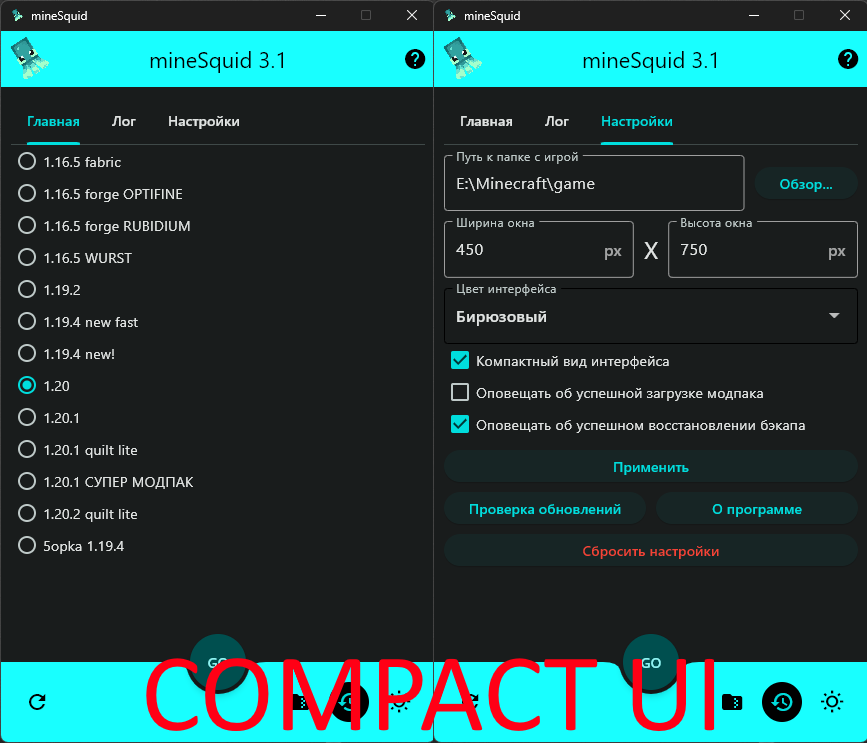 mineSquid
mineSquid 3.1
Главная
Лог
Настройки
1.16.5 fabric
1.16.5 forge OPTIFINE
1.16.5 forge RUBIDIUM
1.16.5 WURST
1.19.2
1.19.4 new fast
1.19.4 new!
1.20
1.20.1
1.20.1 quilt lite
1.20.1 СУПЕР МОДПАК
1.20.2 quilt lite
5opka 1.19.4
GO
mineSquid
mineSquid 3.1
Главная
Лог
Настройки
Путь к папке с игрой
E:\Minecraft\game
Обзор...
Ширина окна
450 px
X
Высота окна
750 px
Цвет интерфейса
Бирюзовый
Компактный вид интерфейса
Оповещать об успешной загрузке модпака
Оповещать об успешном восстановлении бэкапа
Применить
Проверка обновлений
О программе
Сбросить настройки
GO
COMPACT UI